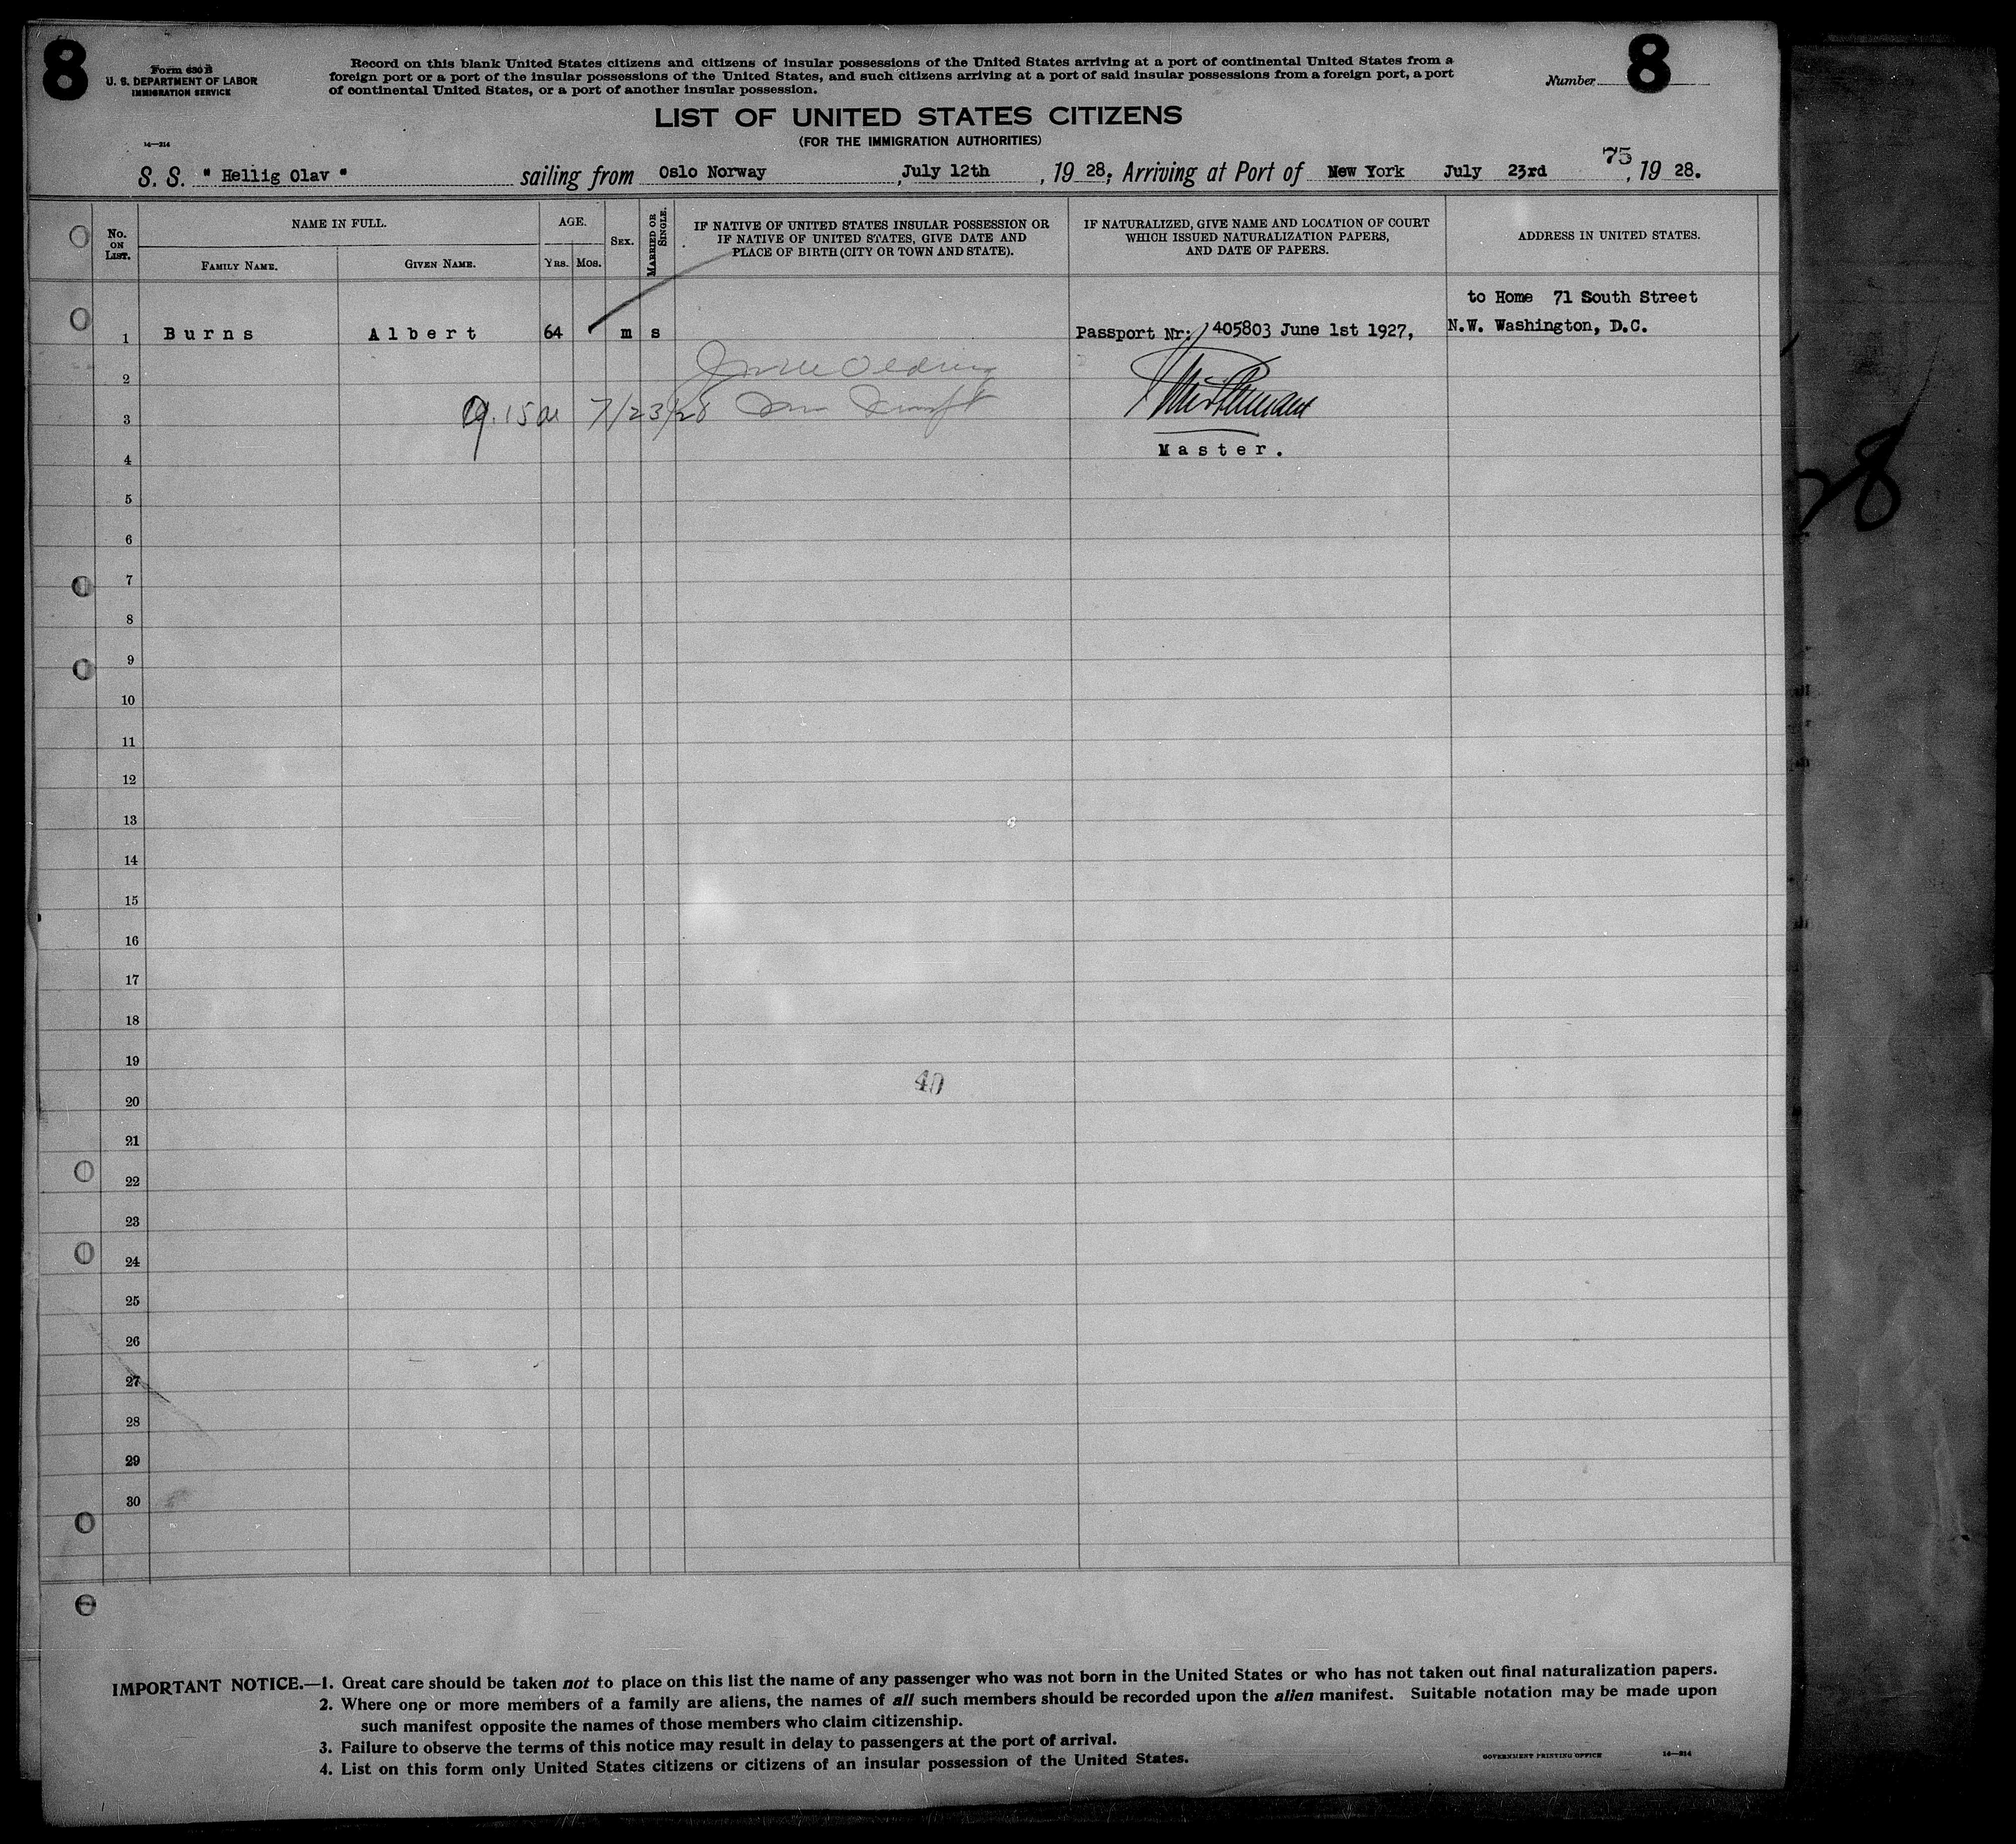 8
Form 630 B
U. S. DEPARTMENT OF LABOR
IMMIGRATION SERVICE
14—214
Record on this blank United States citizens and citizens of insular possessions of the United States arriving at a port of continental United States from a
foreign port or a port of the insular possessions of the United States, and such citizens arriving at a port of said insular possessions from a foreign port, a port
of continental United States, or a port of another insular possession.
Number 8
LIST OF UNITED STATES CITIZENS
(FOR THE IMMIGRATION AUTHORITIES)
75
S. S. " Hellig Olav " sailing from Oslo Norway , July 12th , 19 28; Arriving at Port of New York July 23rd , 19 28.
No. ON LIST.
NAME IN FULL.
FAMILY NAME.
GIVEN NAME.
AGE.
YRS.
MOS.
SEX.
MARRIED OR SINGLE.
IF NATIVE OF UNITED STATES INSULAR POSSESSION OR
IF NATIVE OF UNITED STATES, GIVE DATE AND
PLACE OF BIRTH (CITY OR TOWN AND STATE).
IF NATURALIZED, GIVE NAME AND LOCATION OF COURT
WHICH ISSUED NATURALIZATION PAPERS,
AND DATE OF PAPERS.
ADDRESS IN UNITED STATES.
to Home 71 South Street
1 Burns Albert 64 m s Passport Nr: 405803 June 1st 1927, N.W. Washington, D.C.
2
3 7/23/28
Master.
4
28
5
6
7
8
9
10
11
12
13
14
15
16
17
18
19
40
20
21
22
23
24
25
26
27
28
29
30
IMPORTANT NOTICE.—1. Great care should be taken not to place on this list the name of any passenger who was not born in the United States or who has not taken out final naturalization papers.
2. Where one or more members of a family are aliens, the names of all such members should be recorded upon the alien manifest. Suitable notation may be made upon
such manifest opposite the names of those members who claim citizenship.
3. Failure to observe the terms of this notice may result in delay to passengers at the port of arrival.
4. List on this form only United States citizens or citizens of an insular possession of the United States.
GOVERNMENT PRINTING OFFICE 14—214